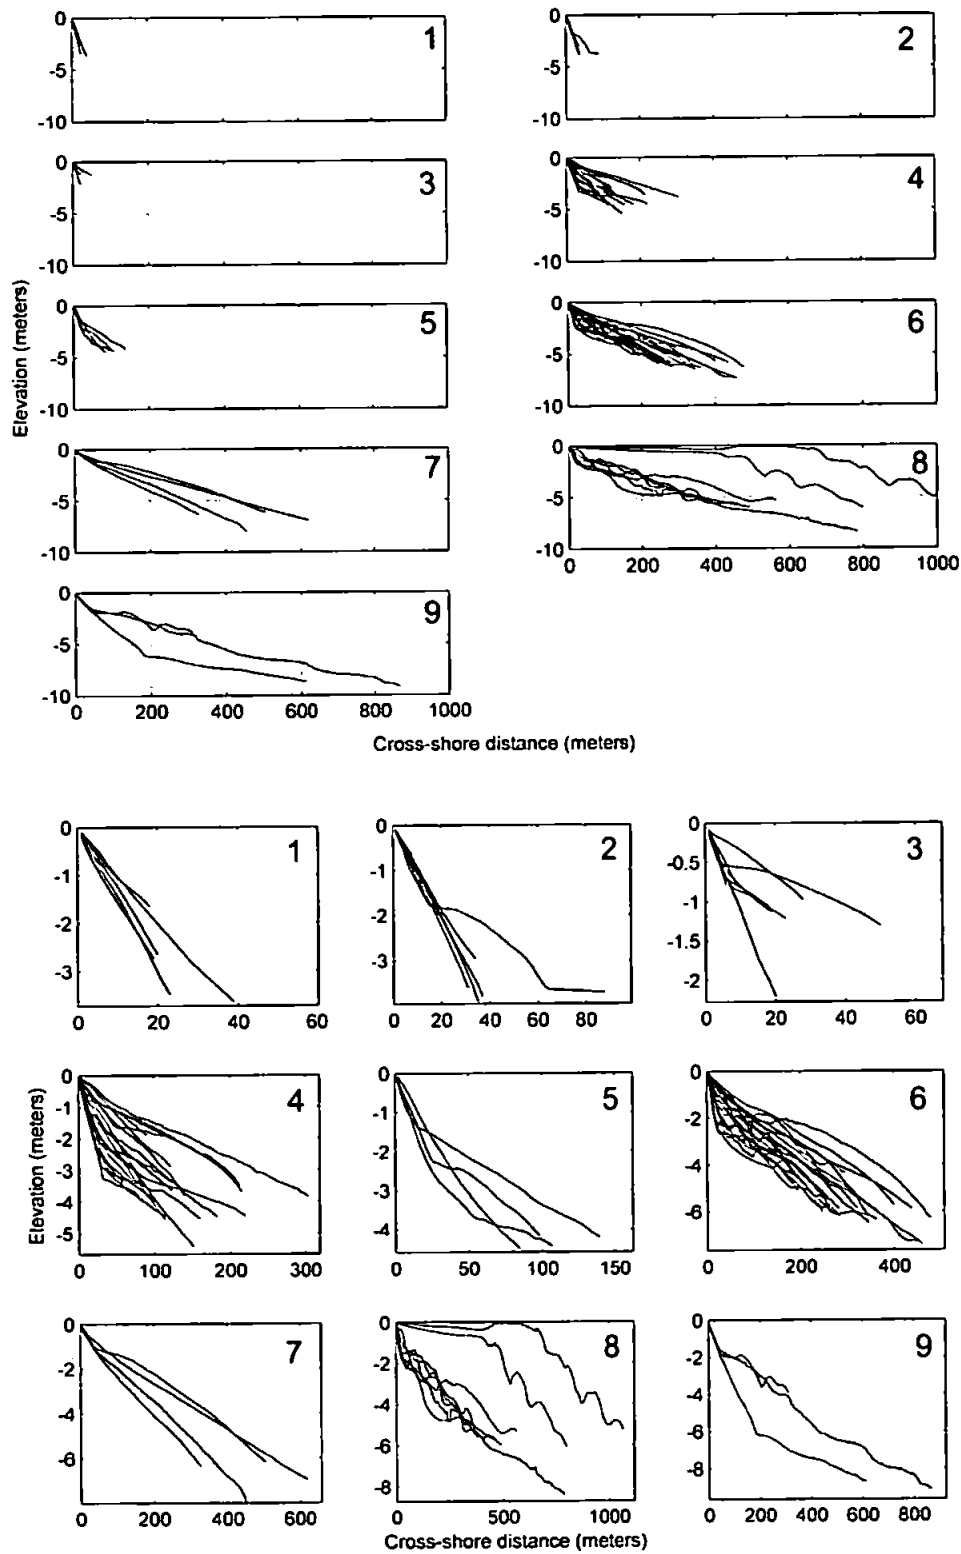 0 1 0 2
-5 -5
-10 -10
0 3 0 4
-5 -5
-10 -10
0 5 0 6
-5 -5
-10 -10
Elevation (meters)
0 7 0 8
-5 -5
-10 -10
0 200 400 600 800 1000
0 9
-5
-10
0 200 400 600 800 1000
Cross-shore distance (meters)
0 1 0 2 0 3
-1 -1 -0.5
-2 -2 -1
-3 -3 -1.5
-2
0 20 40 60 0 20 40 60 80 0 20 40 60
0 4 0 5 0 6
-1 -1 -2
-2 -2 -4
-3 -3 -6
-4 -4
-5
0 100 200 300 0 50 100 150 0 200 400
Elevation (meters)
0 7 0 8 0 9
-2 -2 -2
-4 -4 -4
-6 -6 -6
-8 -8
0 200 400 600 0 500 1000 0 200 400 600 800
Cross-shore distance (meters)